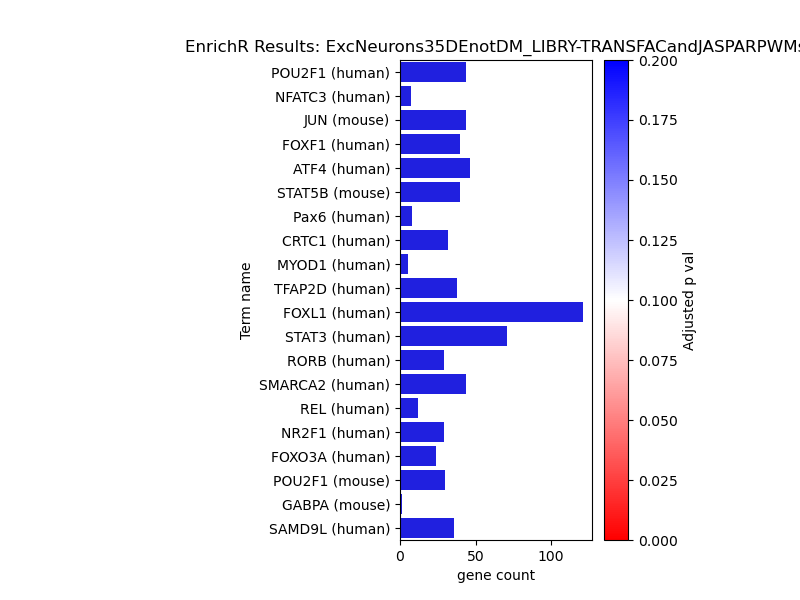 EnrichR Results: ExcNeurons35DEnotDM_LIBRY-TRANSFACandJASPARPWMs
POU2F1 (human)
NFATC3 (human)
JUN (mouse)
FOXF1 (human)
ATF4 (human)
STAT5B (mouse)
Pax6 (human)
CRTC1 (human)
MYOD1 (human)
TFAP2D (human)
FOXL1 (human)
STAT3 (human)
RORB (human)
SMARCA2 (human)
REL (human)
NR2F1 (human)
FOXO3A (human)
POU2F1 (mouse)
GABPA (mouse)
SAMD9L (human)
Term name
0 50 100
gene count
0.200
0.175
0.150
0.125
0.100
0.075
0.050
0.025
0.000
Adjusted p val